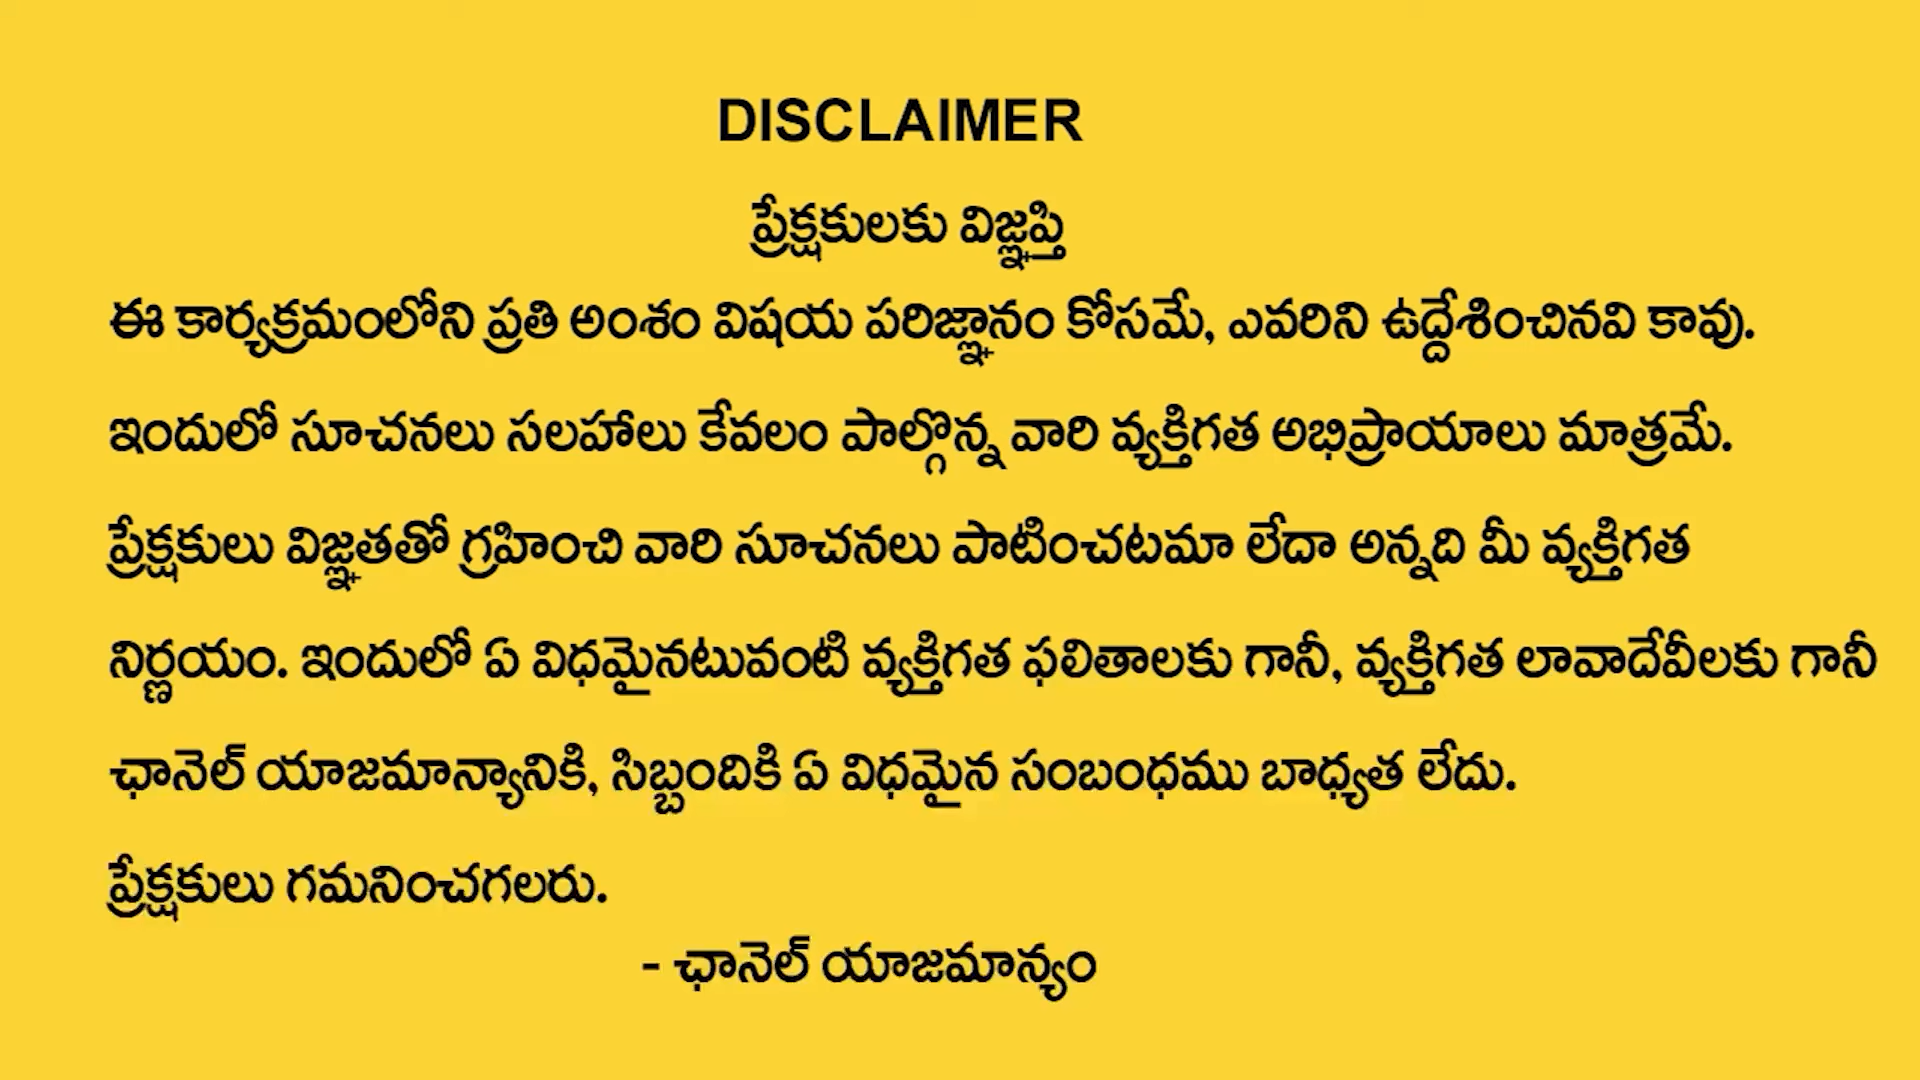 DISCLAIMER
ప్రేక్షకులకు విజ్ఞప్తి
ఈ కార్యక్రమంలోని ప్రతి అంశం విషయ పరిజ్ఞానం కోసమే, ఎవరిని ఉద్దేశించినవి కావు.
ఇందులో సూచనలు సలహాలు కేవలం పాల్గొన్న వారి వ్యక్తిగత అభిప్రాయాలు మాత్రమే.
ప్రేక్షకులు విజ్ఞతతో గ్రహించి వారి సూచనలు పాటించటమా లేదా అన్నది మీ వ్యక్తిగత
నిర్ణయం. ఇందులో ఏ విధమైనటువంటి వ్యక్తిగత ఫలితాలకు గానీ, వ్యక్తిగత లావాదేవీలకు గానీ
ఛానెల్ యాజమాన్యానికి, సిబ్బందికి ఏ విధమైన సంబంధము బాధ్యత లేదు.
ప్రేక్షకులు గమనించగలరు.
- ఛానెల్ యాజమాన్యం